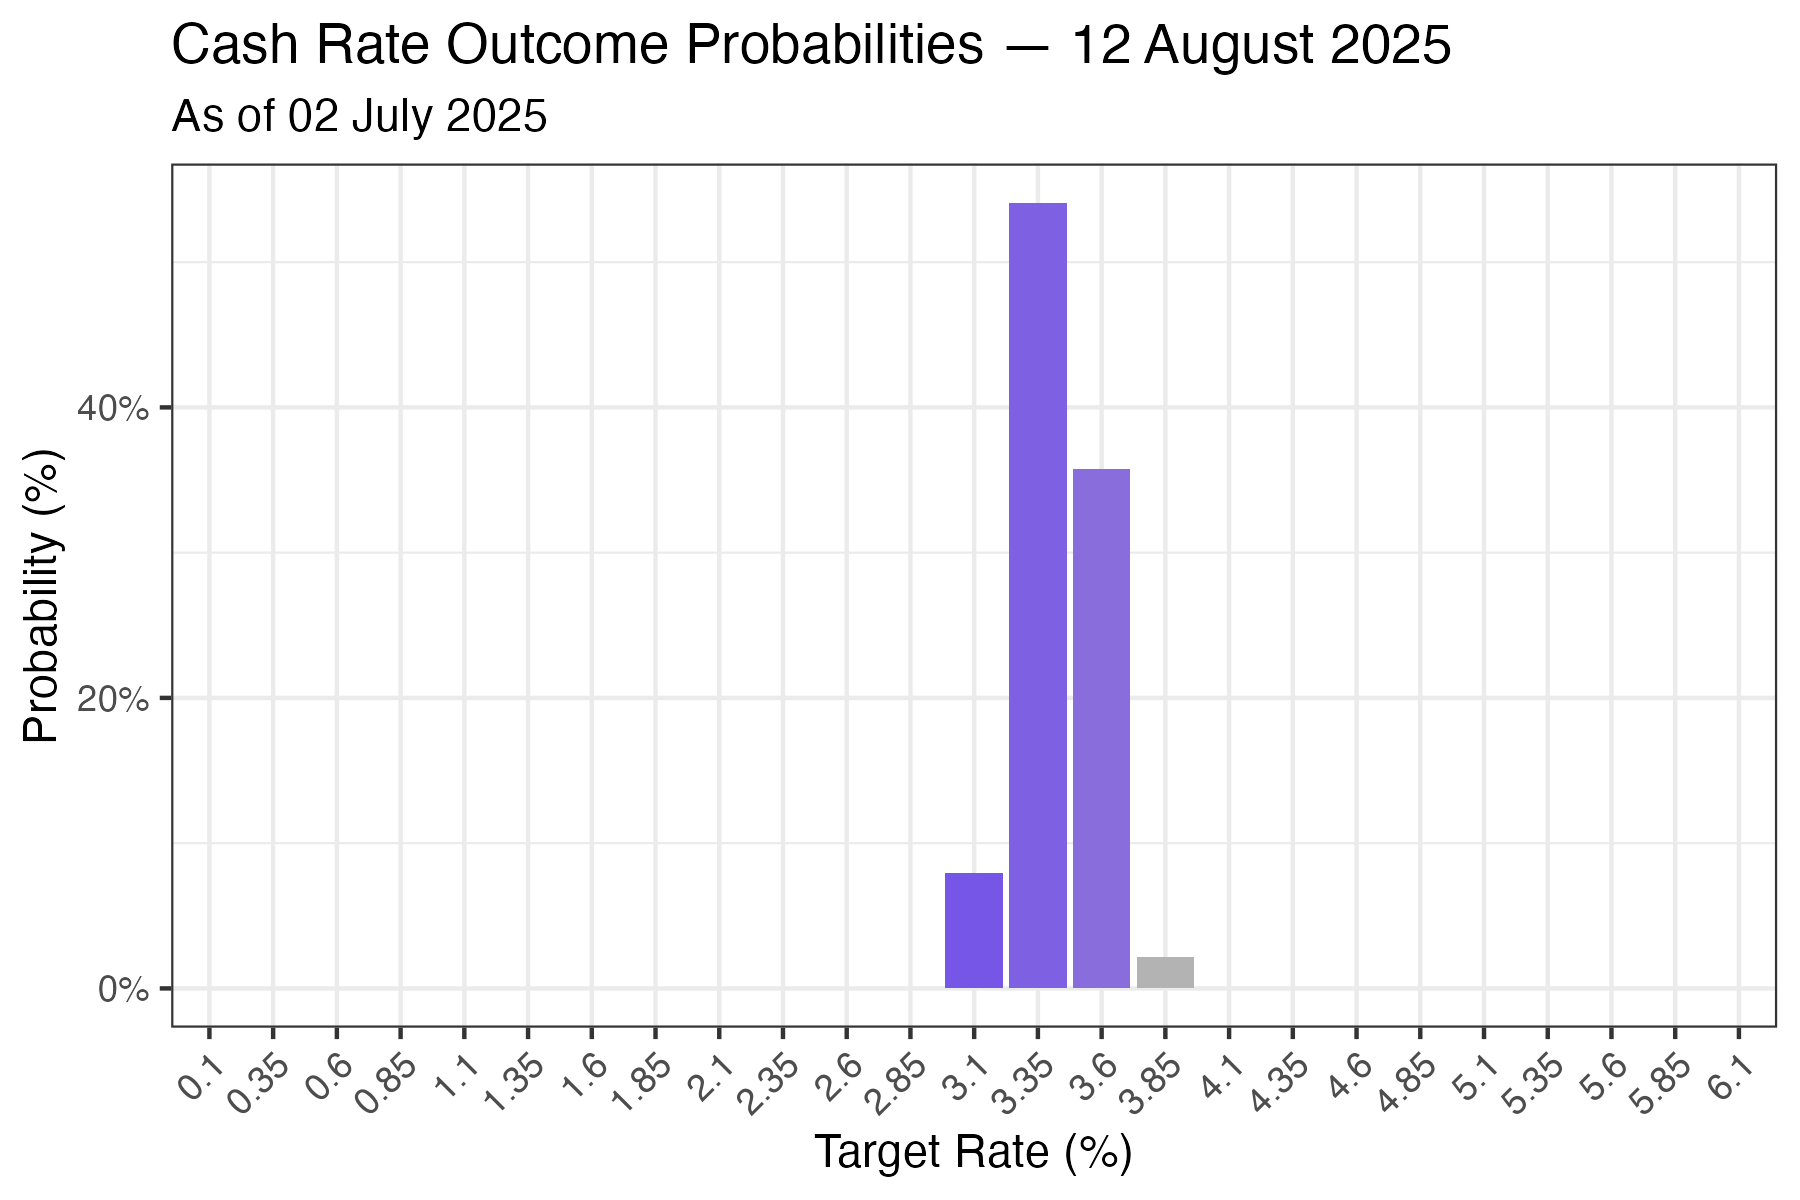 Cash Rate Outcome Probabilities — 12 August 2025
As of 02 July 2025
Probability (%)
40%
20%
0%
0.1 0.35 0.6 0.85 1.1 1.35 1.6 1.85 2.1 2.35 2.6 2.85 3.1 3.35 3.6 3.85 4.1 4.35 4.6 4.85 5.1 5.35 5.6 5.85 6.1
Target Rate (%)